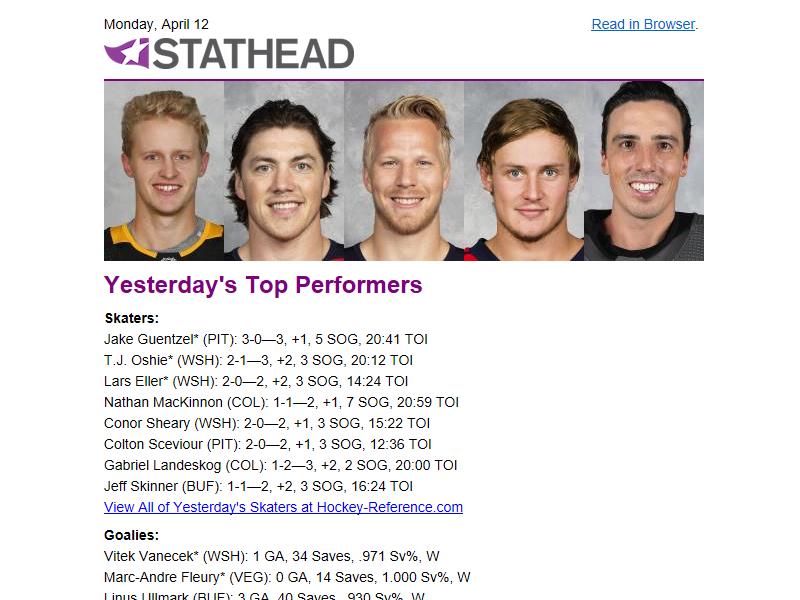 Monday, April 12
Read in Browser.
STATHEAD
Yesterday's Top Performers
Skaters:
Jake Guentzel* (PIT): 3-0—3, +1, 5 SOG, 20:41 TOI
T.J. Oshie* (WSH): 2-1—3, +2, 3 SOG, 20:12 TOI
Lars Eller* (WSH): 2-0—2, +2, 3 SOG, 14:24 TOI
Nathan MacKinnon (COL): 1-1—2, +1, 7 SOG, 20:59 TOI
Conor Sheary (WSH): 2-0—2, +1, 3 SOG, 15:22 TOI
Colton Sceviour (PIT): 2-0—2, +1, 3 SOG, 12:36 TOI
Gabriel Landeskog (COL): 1-2—3, +2, 2 SOG, 20:00 TOI
Jeff Skinner (BUF): 1-1—2, +2, 3 SOG, 16:24 TOI
View All of Yesterday's Skaters at Hockey-Reference.com
Goalies:
Vitek Vanecek* (WSH): 1 GA, 34 Saves, .971 Sv%, W
Marc-Andre Fleury* (VEG): 0 GA, 14 Saves, 1.000 Sv%, W
Linus Ullmark (BUF): 3 GA, 40 Saves, .930 Sv%, W